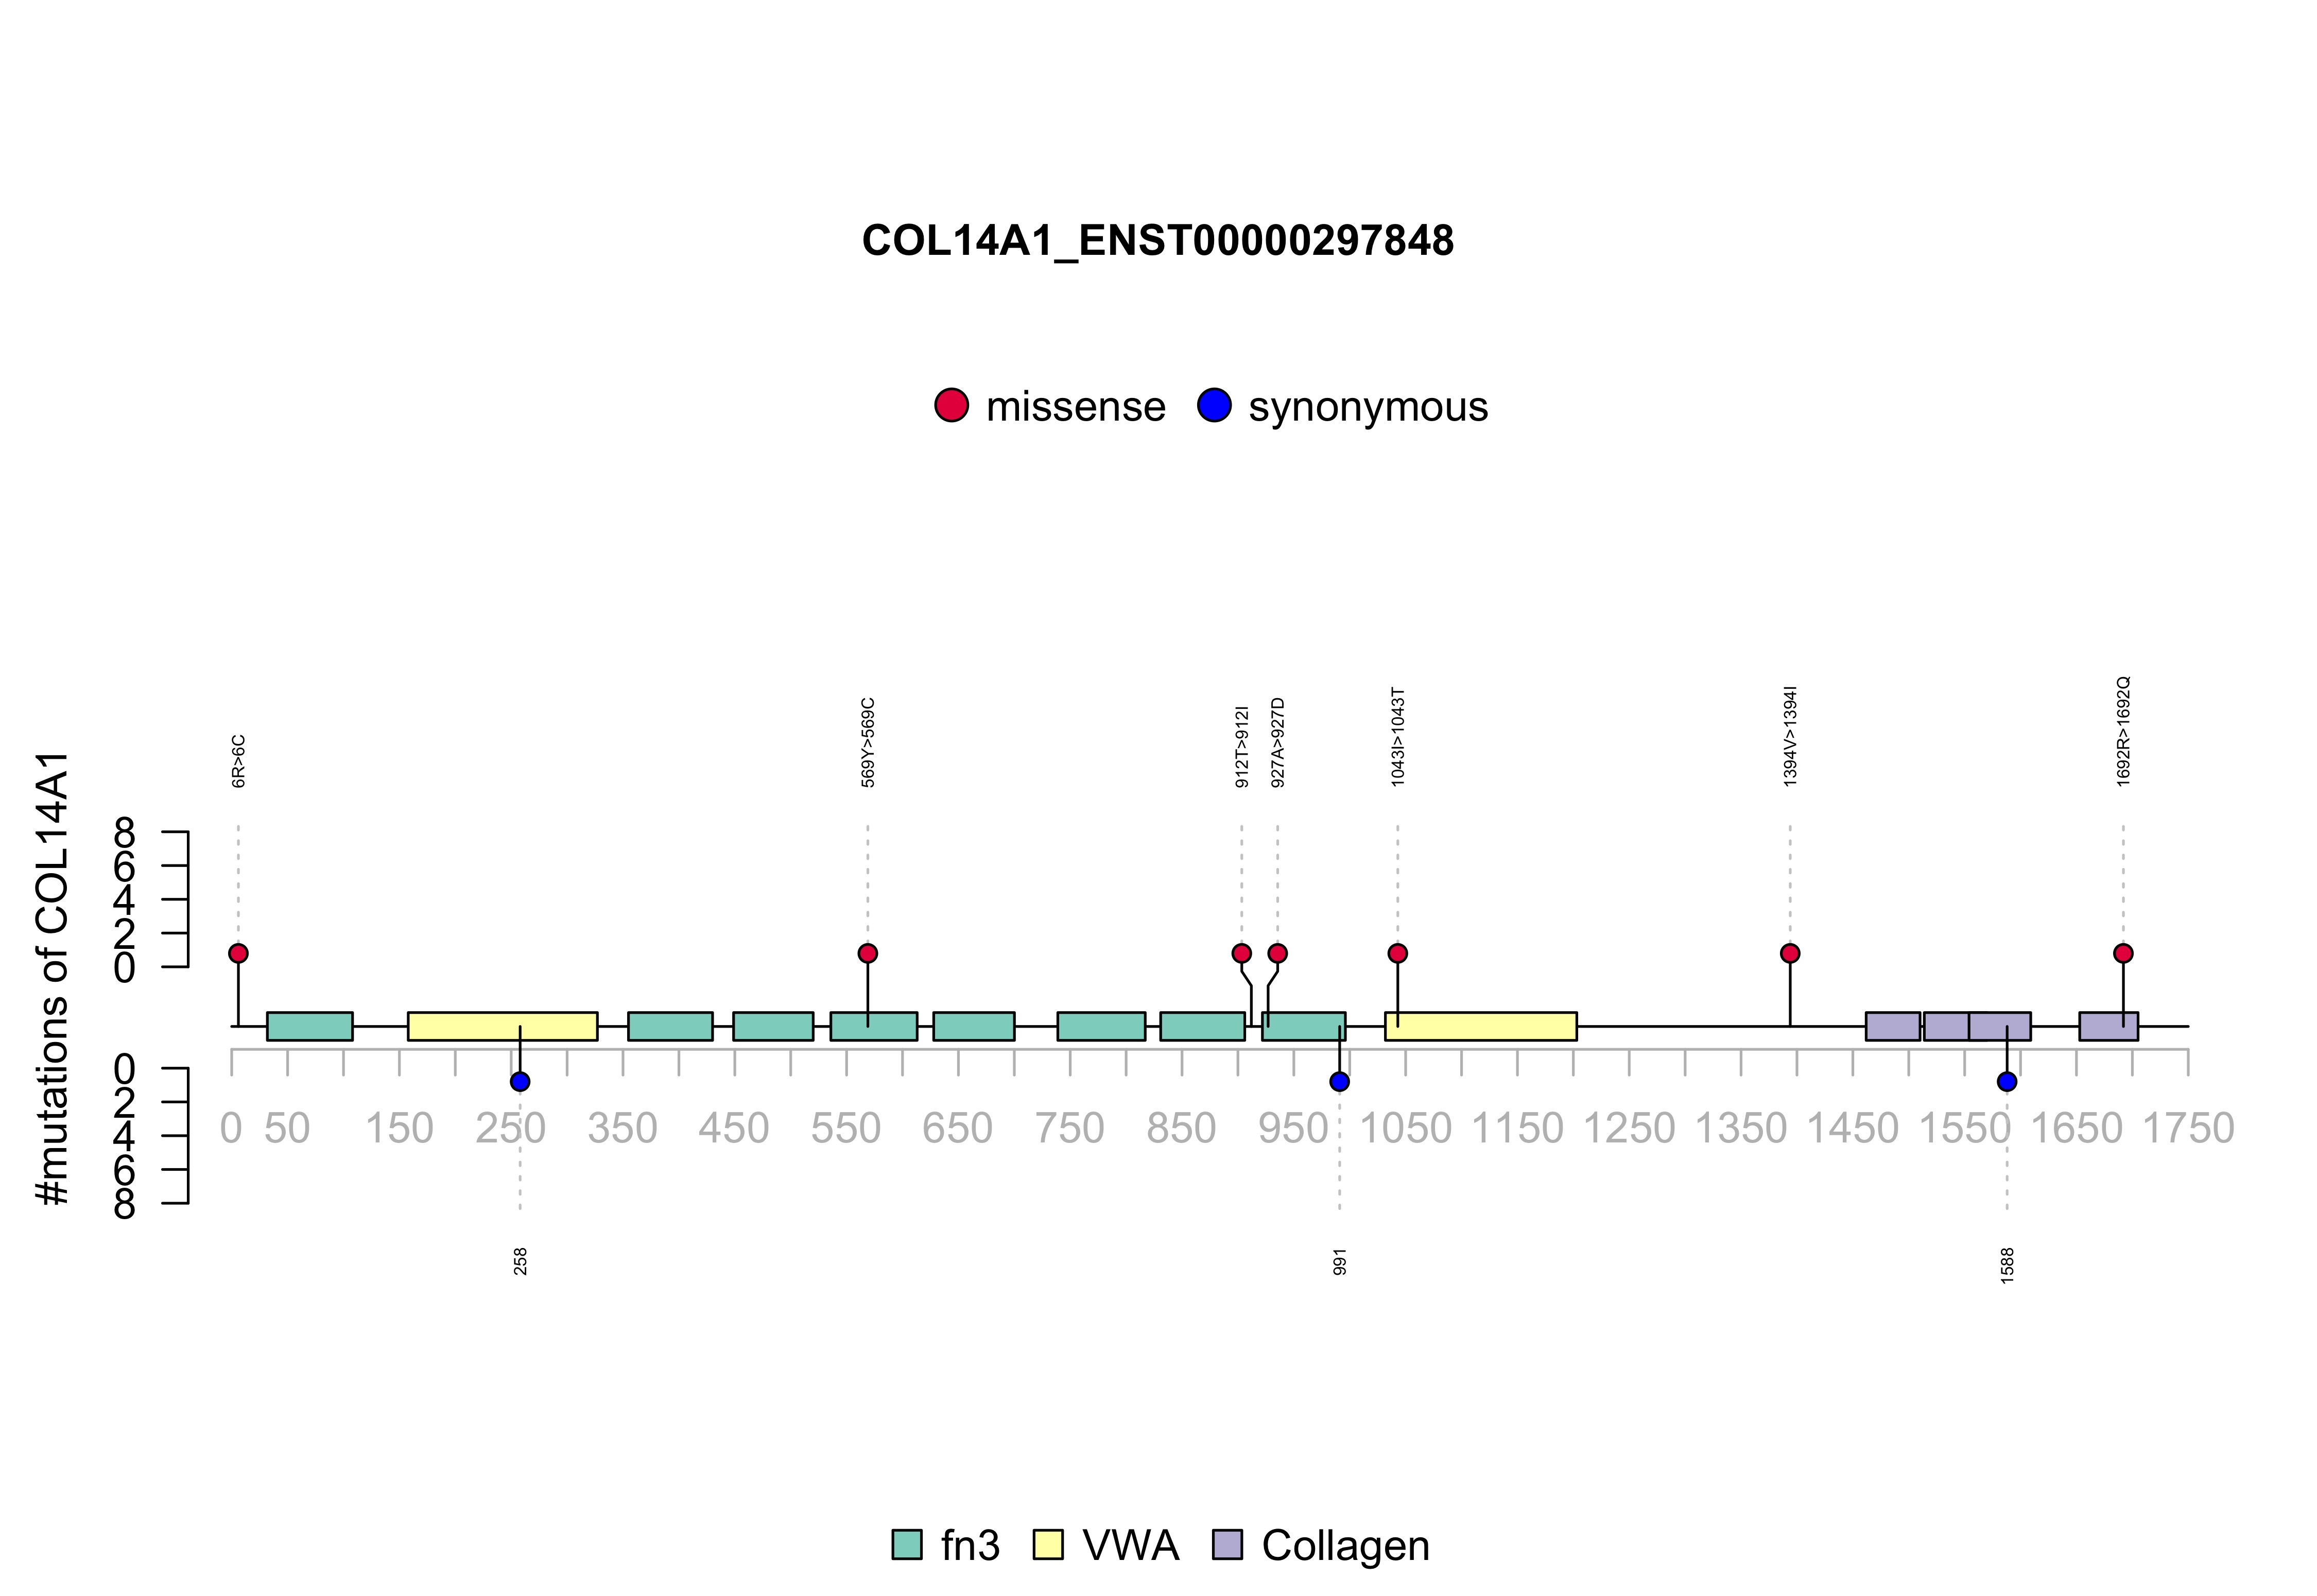 COL14A1_ENST00000297848
missense synonymous
6R>6C
569Y>569C
912T>912I
927A>927D
1043I>1043T
1394V>1394I
1692R>1692Q
#mutations of COL14A1
8
6
4
2
0
0
2
4
6
8
0 50 150 250 350 450 550 650 750 850 950 1050 1150 1250 1350 1450 1550 1650 1750
258
991
1588
fn3 VWA Collagen